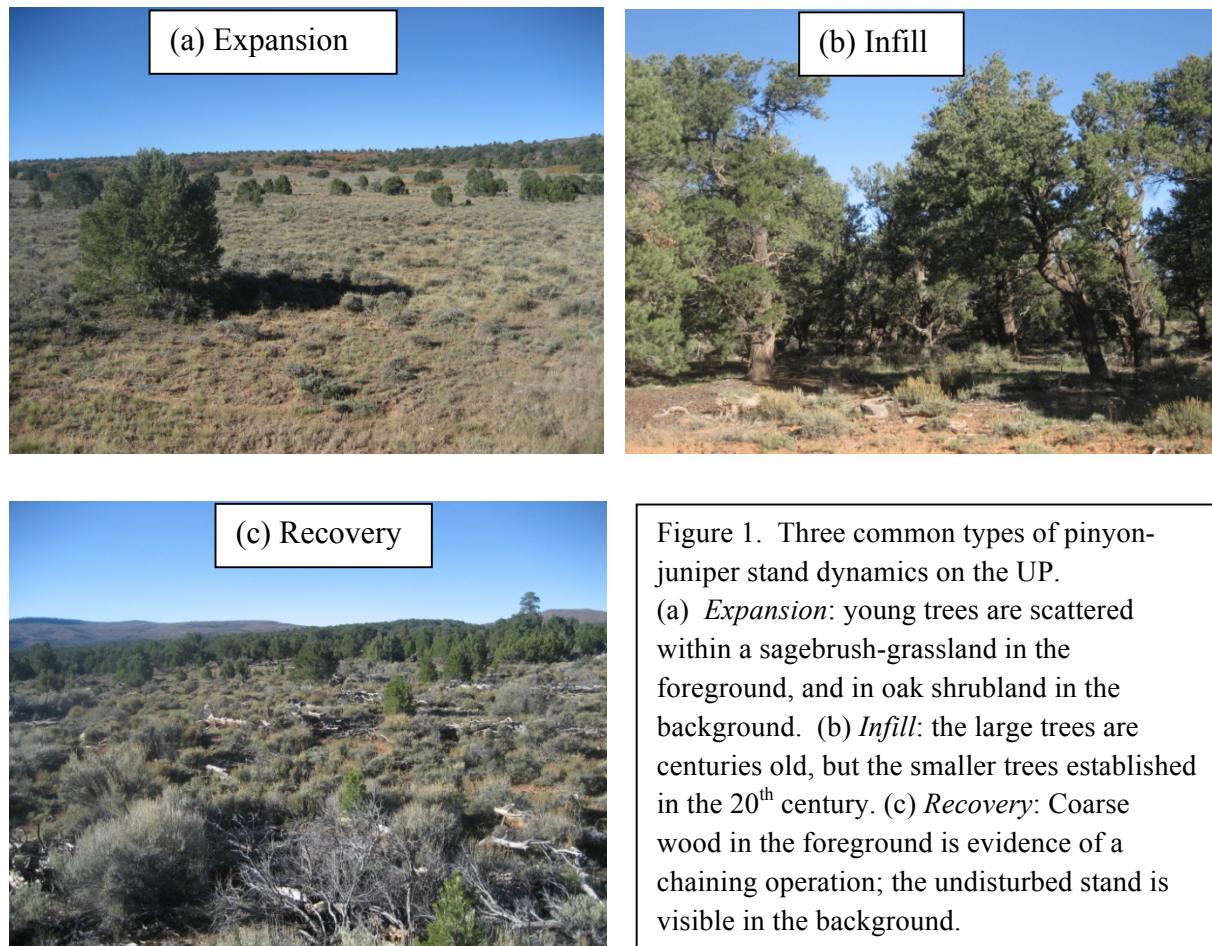 (a) Expansion
(b) Infill
(c) Recovery
Figure 1. Three common types of pinyon-
juniper stand dynamics on the UP.
(a) Expansion: young trees are scattered
within a sagebrush-grassland in the
foreground, and in oak shrubland in the
background. (b) Infill: the large trees are
centuries old, but the smaller trees established
in the 20th century. (c) Recovery: Coarse
wood in the foreground is evidence of a
chaining operation; the undisturbed stand is
visible in the background.